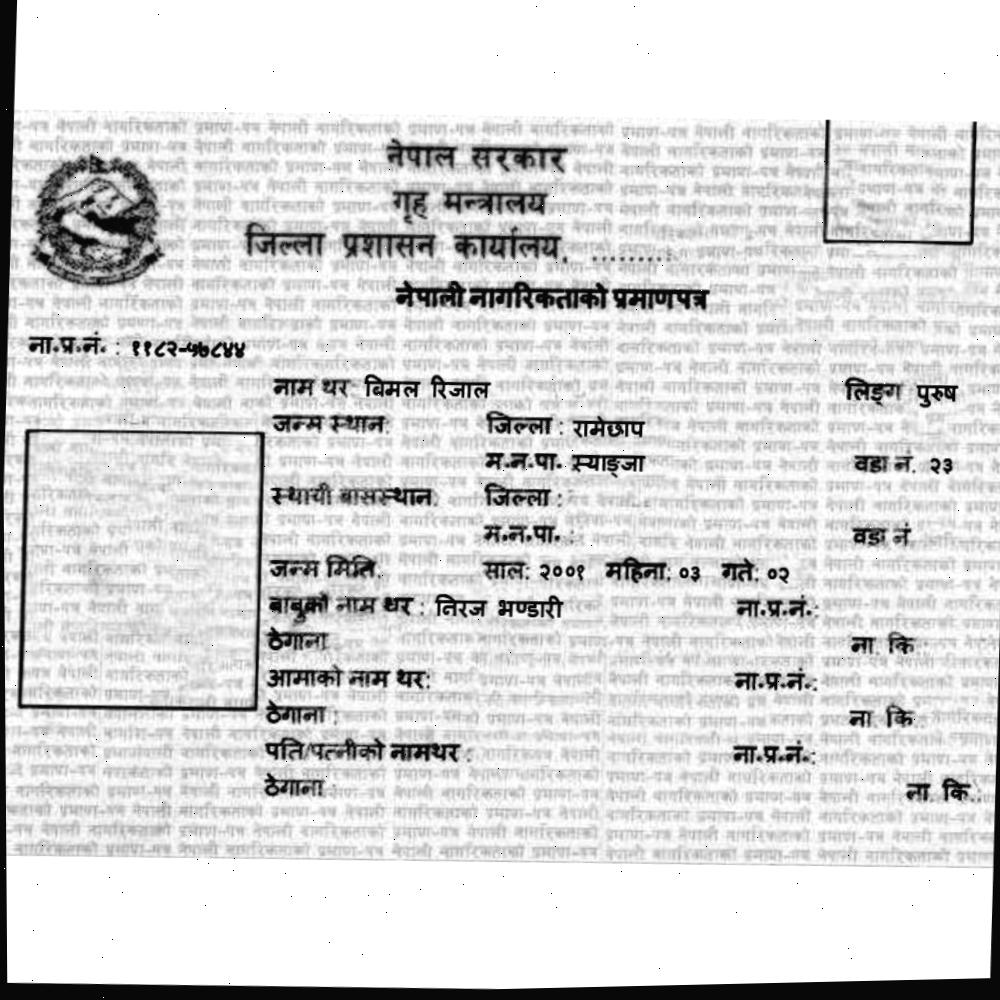 नेपाल सरकार
गृह मन्त्रालय
जिल्ला प्रशासन कार्यालय, .........
नेपाली नागरिकताको प्रमाणपत्र
ना.प्र.नं. : ११८२-५७८४४
नाम थर: बिमल रिजाल लिङ्ग पुरुष
जन्म स्थान: जिल्ला : रामेछाप
म.न.पा. स्याङ्जा वडा नं. २३
स्थायी बासस्थान: जिल्ला :
म.न.पा. : वडा नं
जन्म मिति: साल: २००१ महिना: ०३ गते: ०२
बाबुको नाम थर : निरज भण्डारी ना.प्र.नं.:
ठेगाना ना. कि.:
आमाको नाम थर: ना.प्र.नं.:
ठेगाना : ना. कि.
पति/पत्नीको नामथर : ना.प्र.नं.:
ठेगाना : ना. कि.: